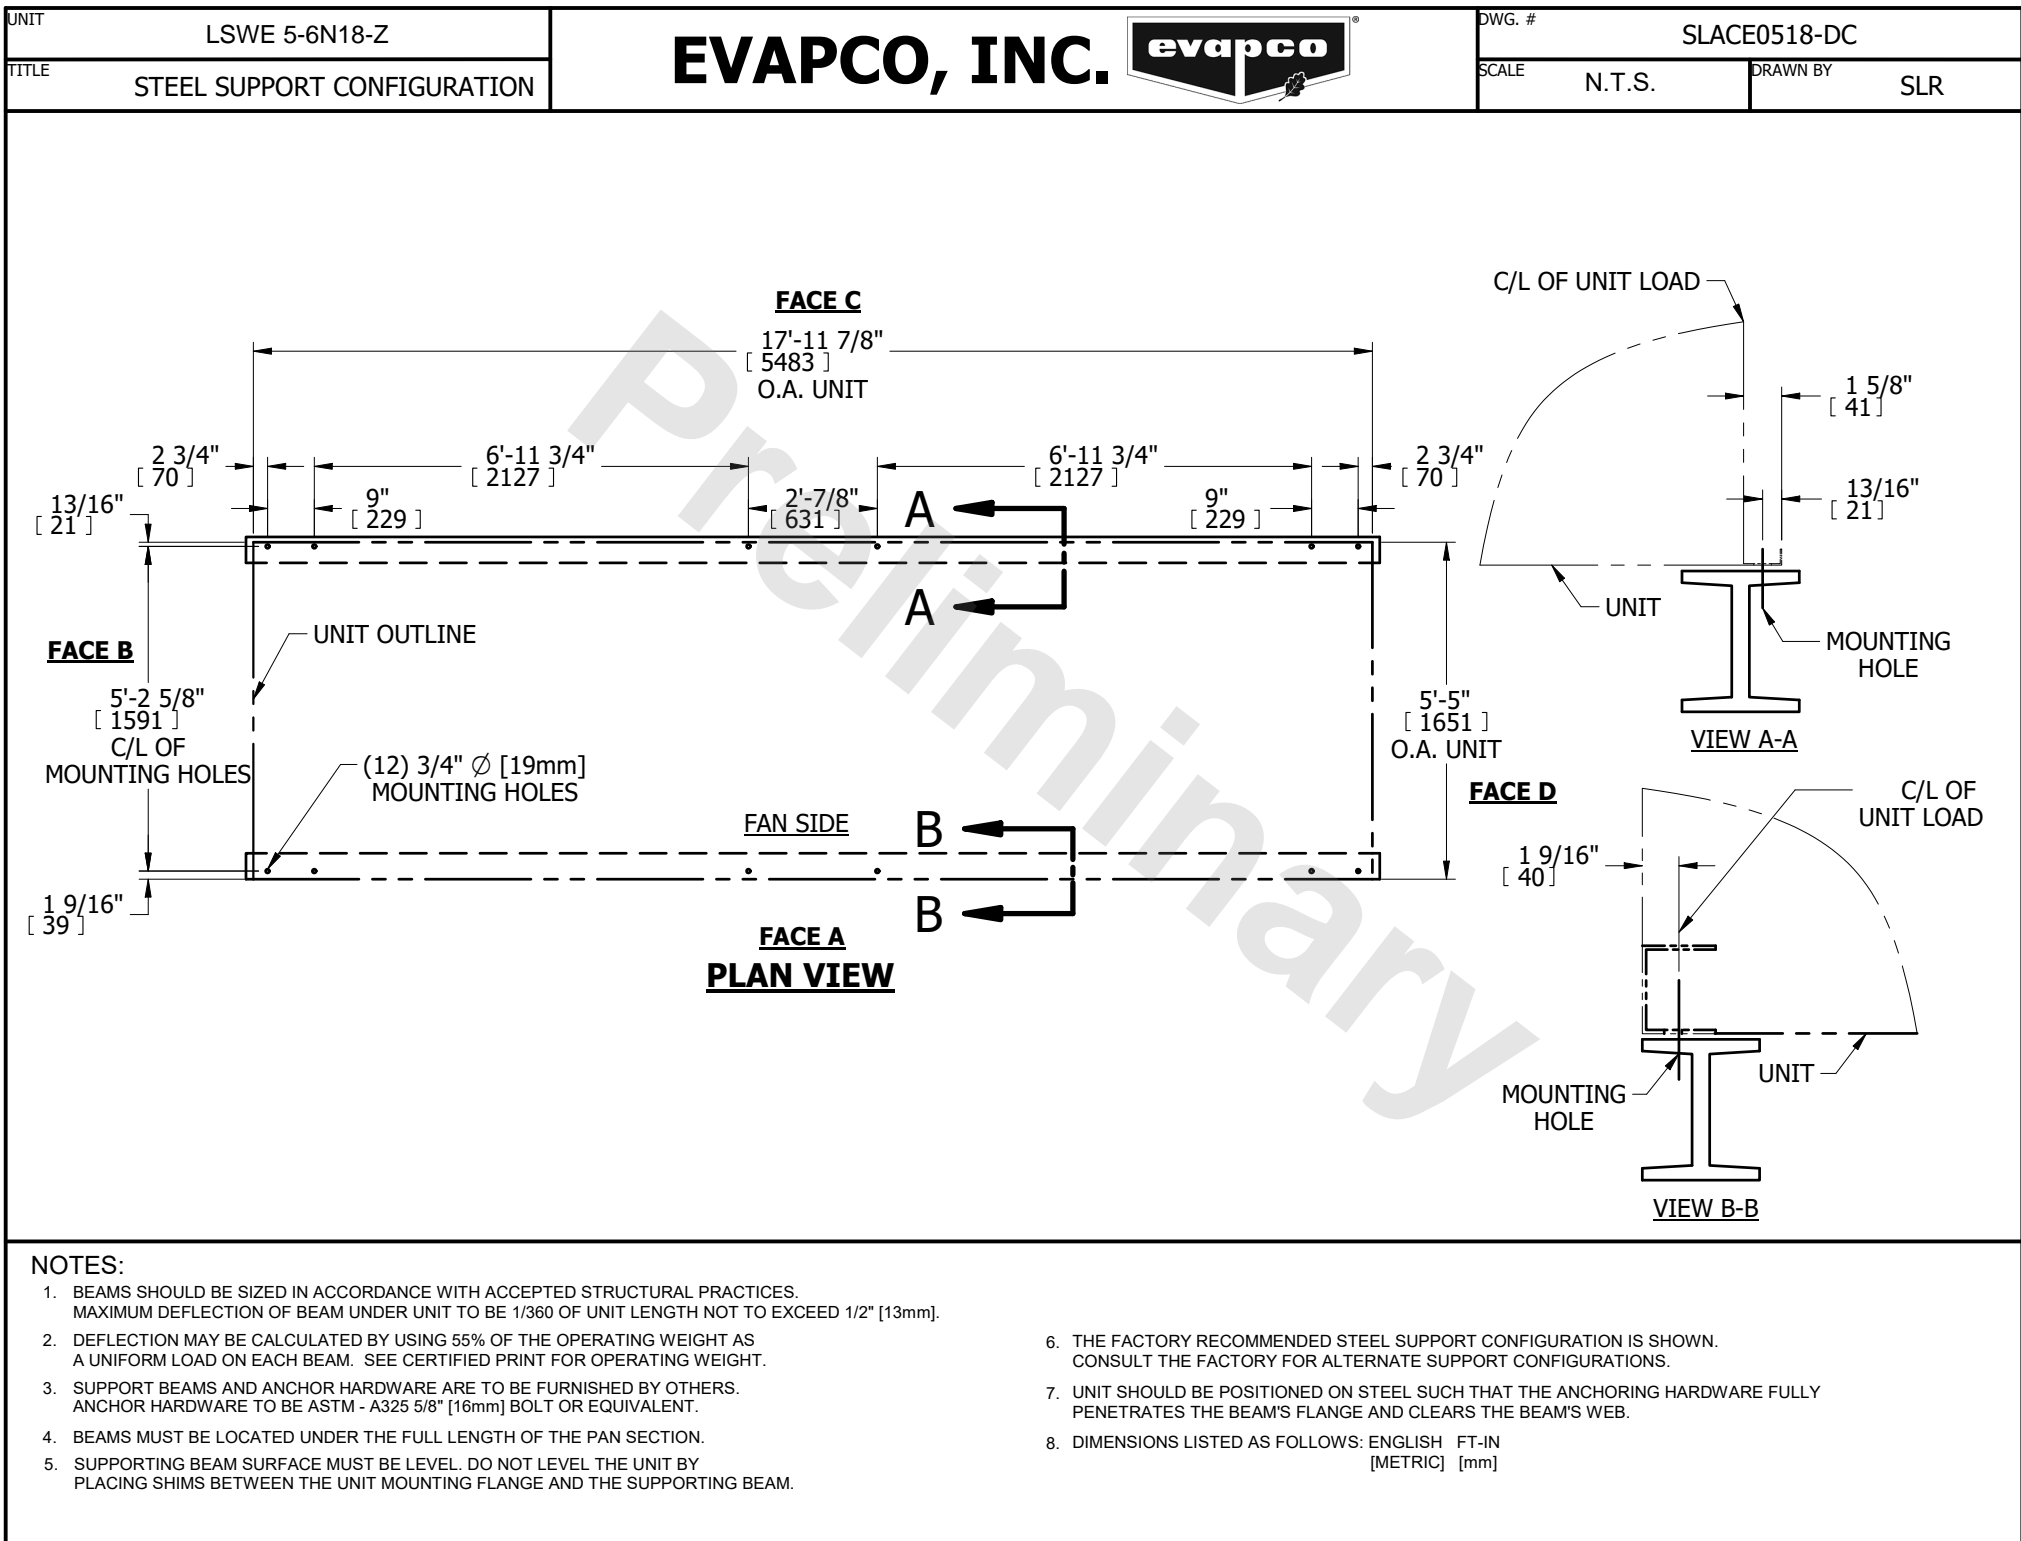 UNIT
LSWE 5-6N18-Z
TITLE
STEEL SUPPORT CONFIGURATION
EVAPCO, INC.
evapco
®
DWG. #
SLACE0518-DC
SCALE
N.T.S.
DRAWN BY
SLR
FACE C
17'-11 7/8"
[ 5483 ]
O.A. UNIT
2 3/4"
[ 70 ]
6'-11 3/4"
[ 2127 ]
6'-11 3/4"
[ 2127 ]
2 3/4"
[ 70 ]
13/16"
[ 21 ]
9"
[ 229 ]
2'-7/8"
[ 631 ]
9"
[ 229 ]
A
A
FACE B
UNIT OUTLINE
5'-2 5/8"
[ 1591 ]
C/L OF
MOUNTING HOLES
(12) 3/4" ∅ [19mm]
MOUNTING HOLES
5'-5"
[ 1651 ]
O.A. UNIT
FACE D
FAN SIDE
B
B
1 9/16"
[ 39 ]
FACE A
PLAN VIEW
Preliminary
C/L OF UNIT LOAD
1 5/8"
[ 41 ]
13/16"
[ 21 ]
UNIT
MOUNTING
HOLE
VIEW A-A
C/L OF
UNIT LOAD
1 9/16"
[ 40 ]
UNIT
MOUNTING
HOLE
VIEW B-B
NOTES:
1. BEAMS SHOULD BE SIZED IN ACCORDANCE WITH ACCEPTED STRUCTURAL PRACTICES.
MAXIMUM DEFLECTION OF BEAM UNDER UNIT TO BE 1/360 OF UNIT LENGTH NOT TO EXCEED 1/2" [13mm].
2. DEFLECTION MAY BE CALCULATED BY USING 55% OF THE OPERATING WEIGHT AS
A UNIFORM LOAD ON EACH BEAM. SEE CERTIFIED PRINT FOR OPERATING WEIGHT.
3. SUPPORT BEAMS AND ANCHOR HARDWARE ARE TO BE FURNISHED BY OTHERS.
ANCHOR HARDWARE TO BE ASTM - A325 5/8" [16mm] BOLT OR EQUIVALENT.
4. BEAMS MUST BE LOCATED UNDER THE FULL LENGTH OF THE PAN SECTION.
5. SUPPORTING BEAM SURFACE MUST BE LEVEL. DO NOT LEVEL THE UNIT BY
PLACING SHIMS BETWEEN THE UNIT MOUNTING FLANGE AND THE SUPPORTING BEAM.
6. THE FACTORY RECOMMENDED STEEL SUPPORT CONFIGURATION IS SHOWN.
CONSULT THE FACTORY FOR ALTERNATE SUPPORT CONFIGURATIONS.
7. UNIT SHOULD BE POSITIONED ON STEEL SUCH THAT THE ANCHORING HARDWARE FULLY
PENETRATES THE BEAM'S FLANGE AND CLEARS THE BEAM'S WEB.
8. DIMENSIONS LISTED AS FOLLOWS: ENGLISH FT-IN
[METRIC] [mm]